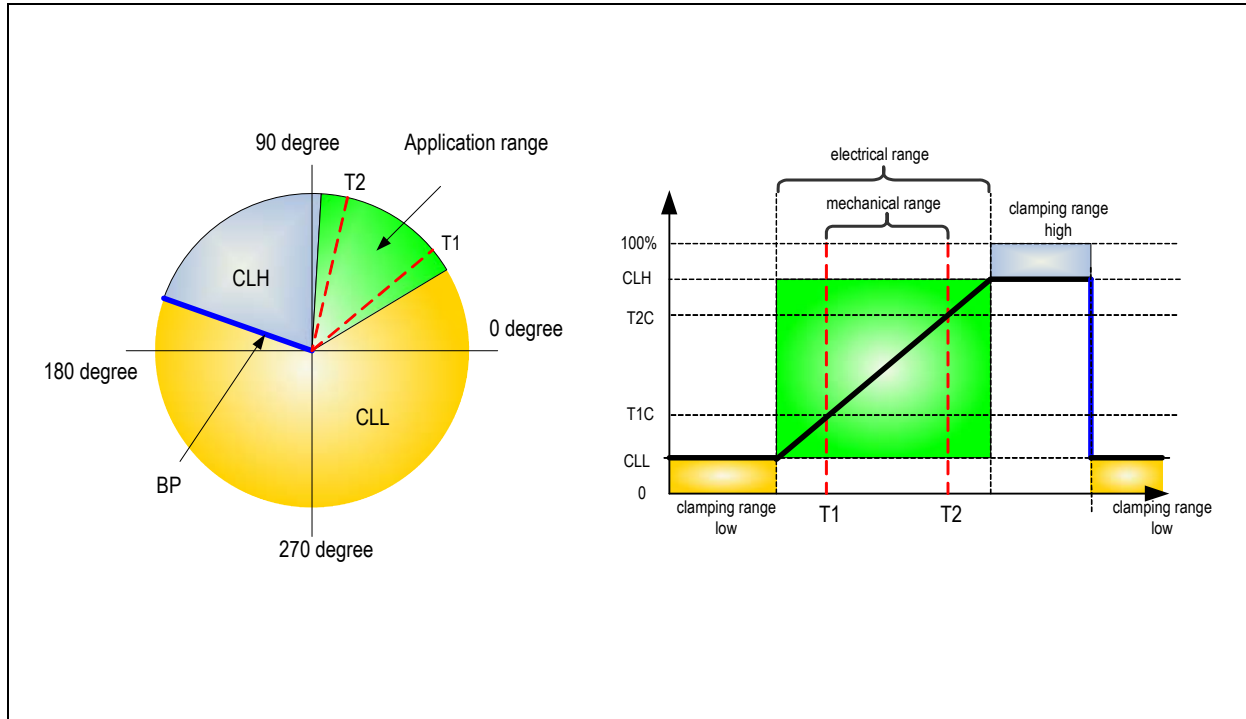 90 degree
Application range
T2
T1
CLH
0 degree
180 degree
CLL
BP
270 degree
electrical range
mechanical range
clamping range
high
100%
CLH
T2C
T1C
CLL
0
clamping range
low
T1
T2
clamping range
low